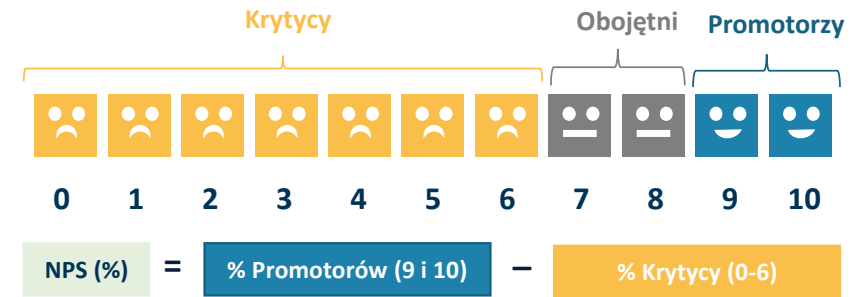 Krytycy Obojętni Promotorzy
0 1 2 3 4 5 6 7 8 9 10
NPS (%) = % Promotorów (9 i 10) – % Krytycy (0-6)